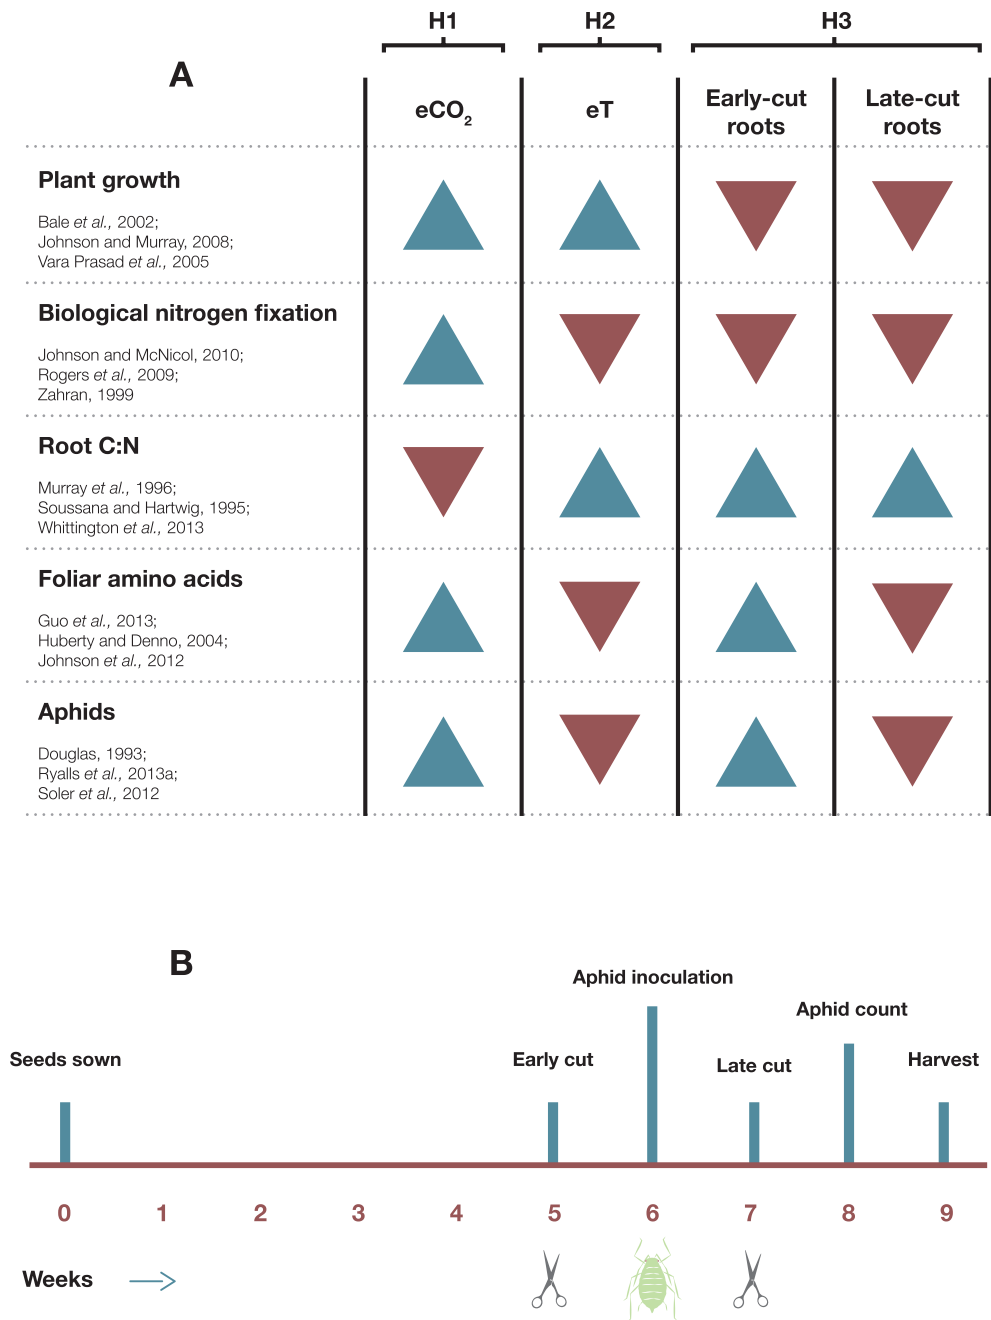 H1 H2 H3
A
eCO2 eT Early-cut roots Late-cut roots
Plant growth
Bale et al., 2002;
Johnson and Murray, 2008;
Vara Prasad et al., 2005
Biological nitrogen fixation
Johnson and McNicol, 2010;
Rogers et al., 2009;
Zahran, 1999
Root C:N
Murray et al., 1996;
Soussana and Hartwig, 1995;
Whittington et al., 2013
Foliar amino acids
Guo et al., 2013;
Huberty and Denno, 2004;
Johnson et al., 2012
Aphids
Douglas, 1993;
Ryalls et al., 2013a;
Soler et al., 2012
B
Aphid inoculation
Aphid count
Seeds sown Early cut Late cut Harvest
0 1 2 3 4 5 6 7 8 9
Weeks